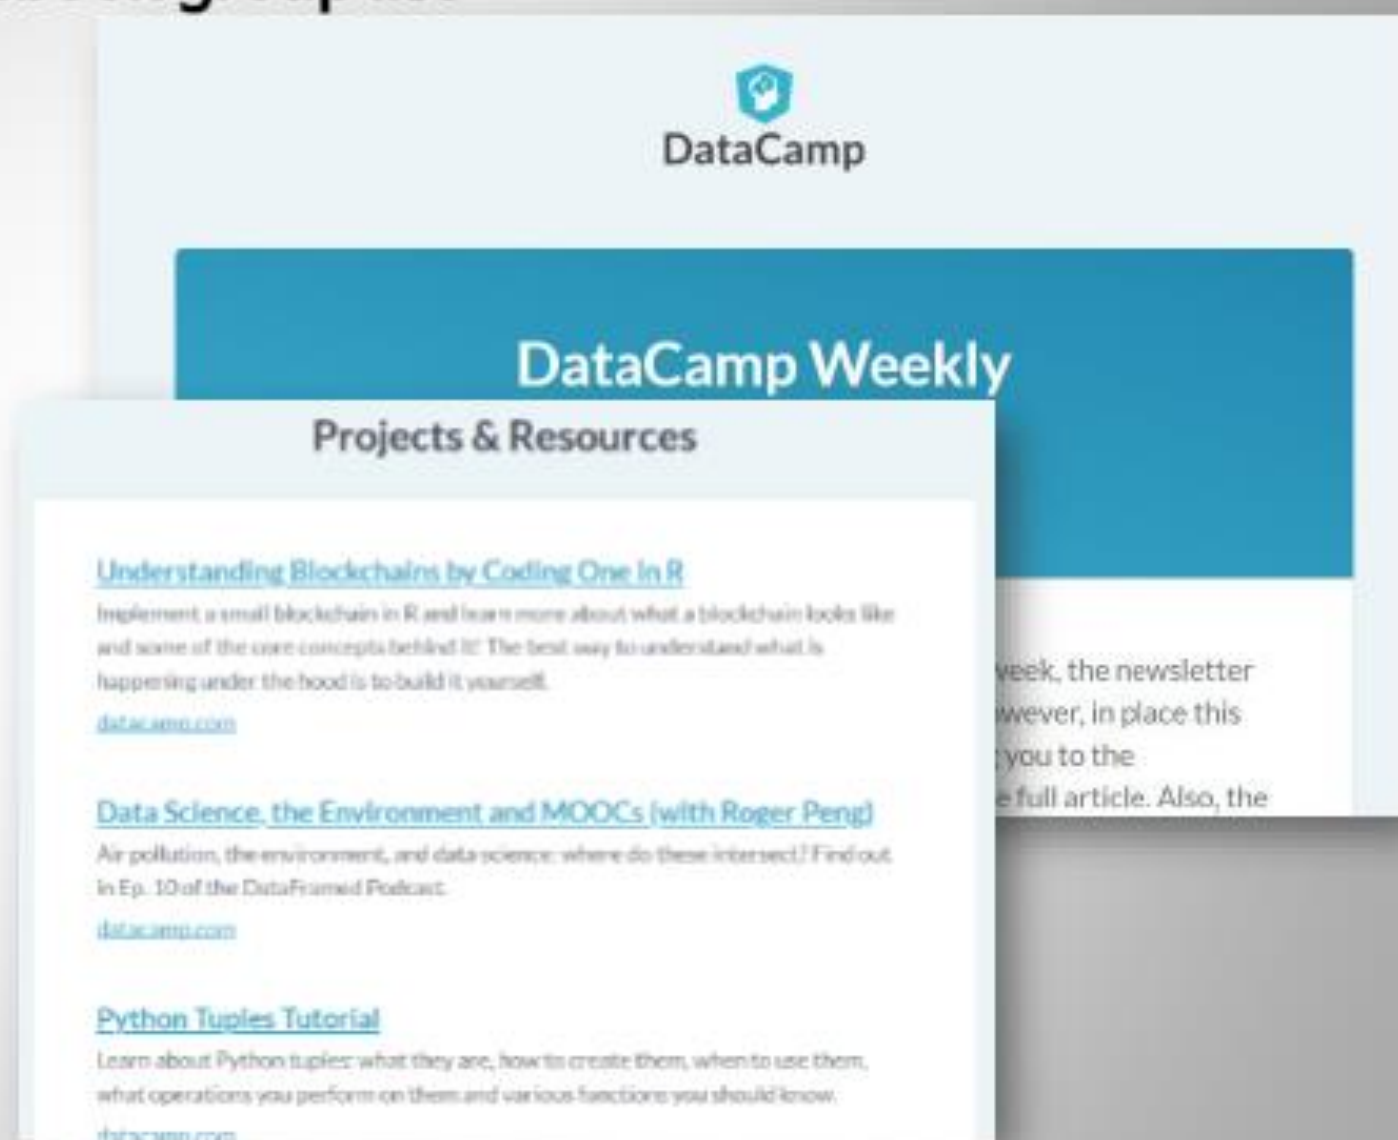 DataCamp
DataCamp Weekly
Projects & Resources
Understanding Blockchains by Coding One in R
Implement a small blockchain in R and learn more about what a blockchain looks like
and some of the core concepts behind it! The best way to understand what is
happening under the hood is to build it yourself.
datacamp.com
Data Science, the Environment and MOOCs (with Roger Peng)
Air pollution, the environment, and data science: where do these intersect? Find out
in Ep. 10 of the DataFramed Podcast.
datacamp.com
Python Tuples Tutorial
Learn about Python tuples: what they are, how to create them, when to use them,
what operations you perform on them and various functions you should know.
datacamp.com
week, the newsletter
wever, in place this
you to the
e full article. Also, the